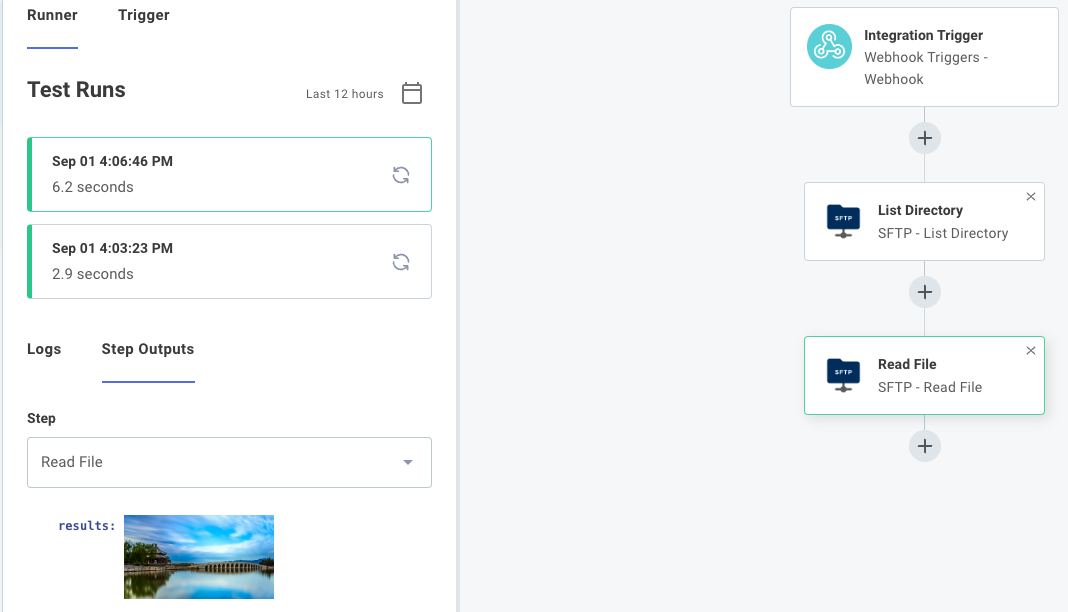 Runner
Trigger
Test Runs
Last 12 hours
Sep 01 4:06:46 PM
6.2 seconds
Sep 01 4:03:23 PM
2.9 seconds
Logs
Step Outputs
Step
Read File
results:
Integration Trigger
Webhook Triggers -
Webhook
SFTP
List Directory
SFTP - List Directory
SFTP
Read File
SFTP - Read File